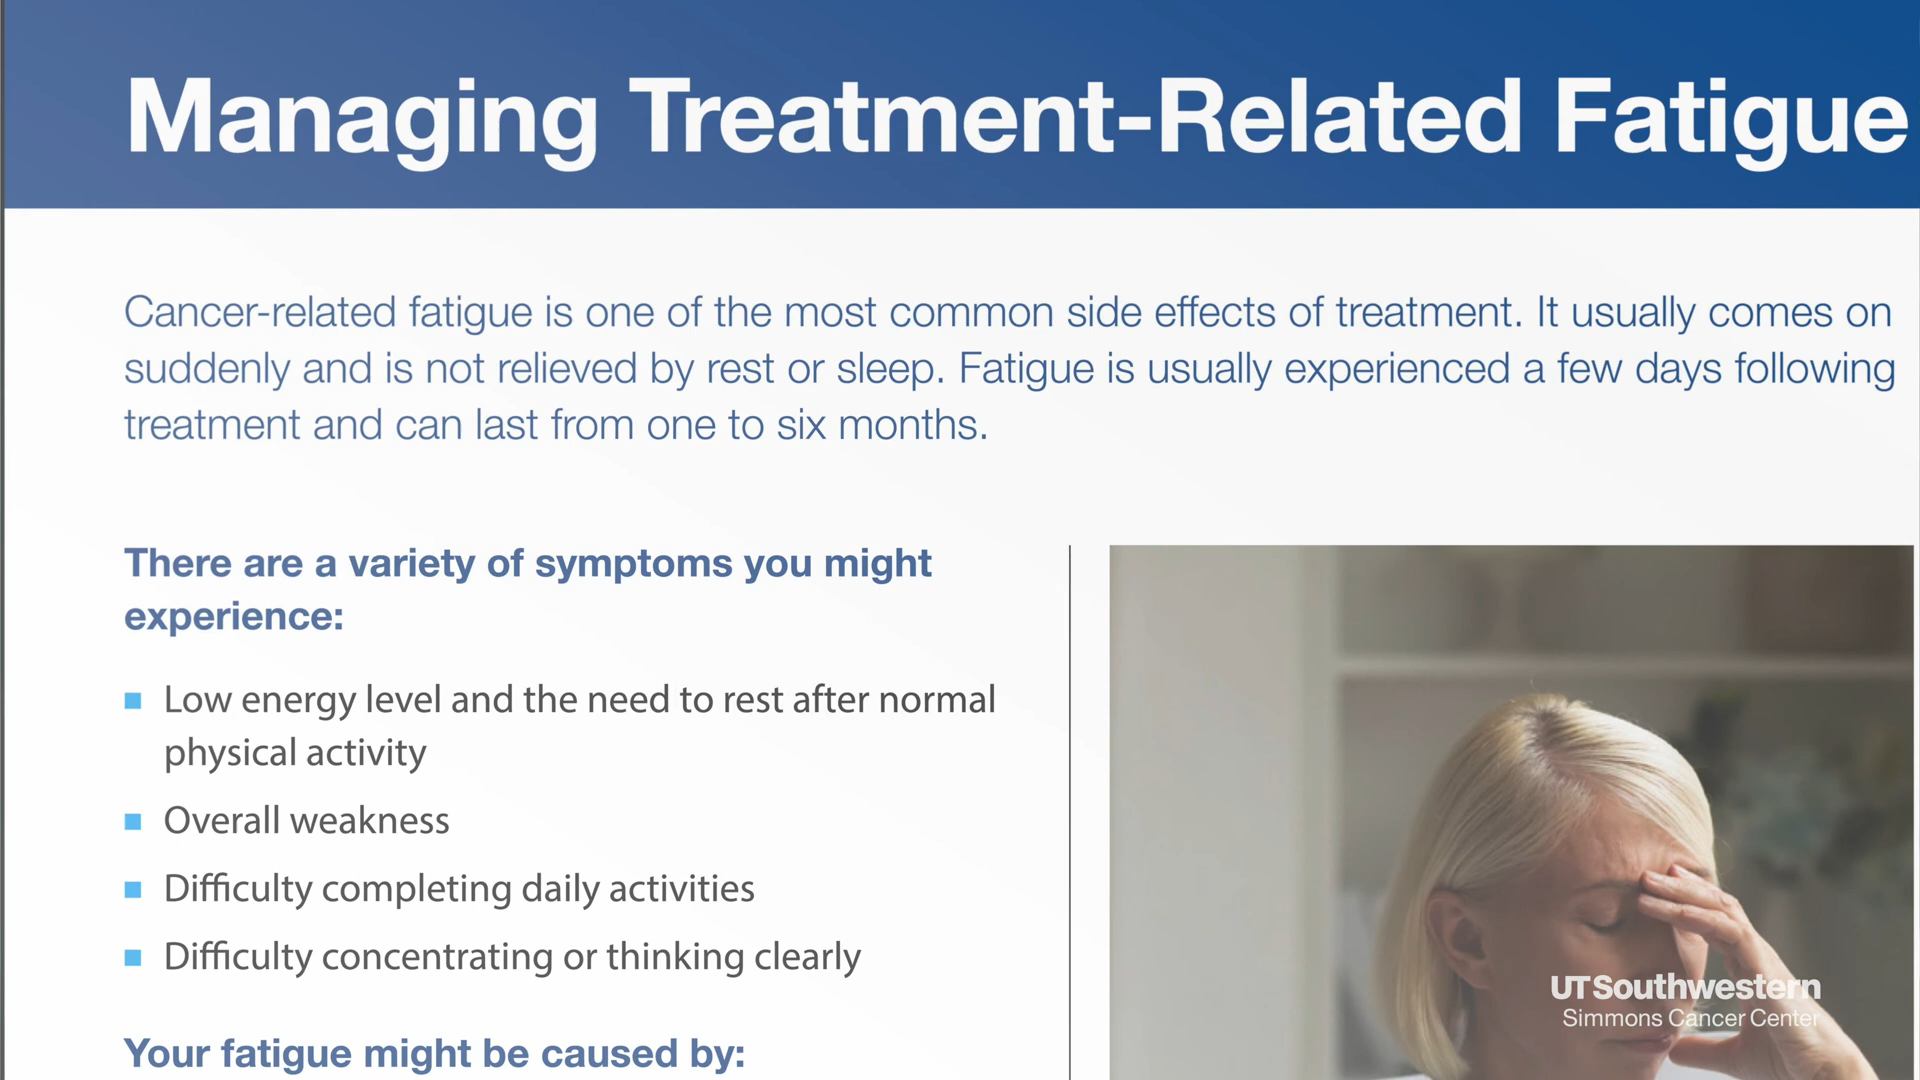 Managing Treatment-Related Fatigue
Cancer-related fatigue is one of the most common side effects of treatment. It usually comes on
suddenly and is not relieved by rest or sleep. Fatigue is usually experienced a few days following
treatment and can last from one to six months.
There are a variety of symptoms you might
experience:
Low energy level and the need to rest after normal
physical activity
Overall weakness
Difficulty completing daily activities
Difficulty concentrating or thinking clearly
Your fatigue might be caused by:
UT Southwestern
Simmons Cancer Center